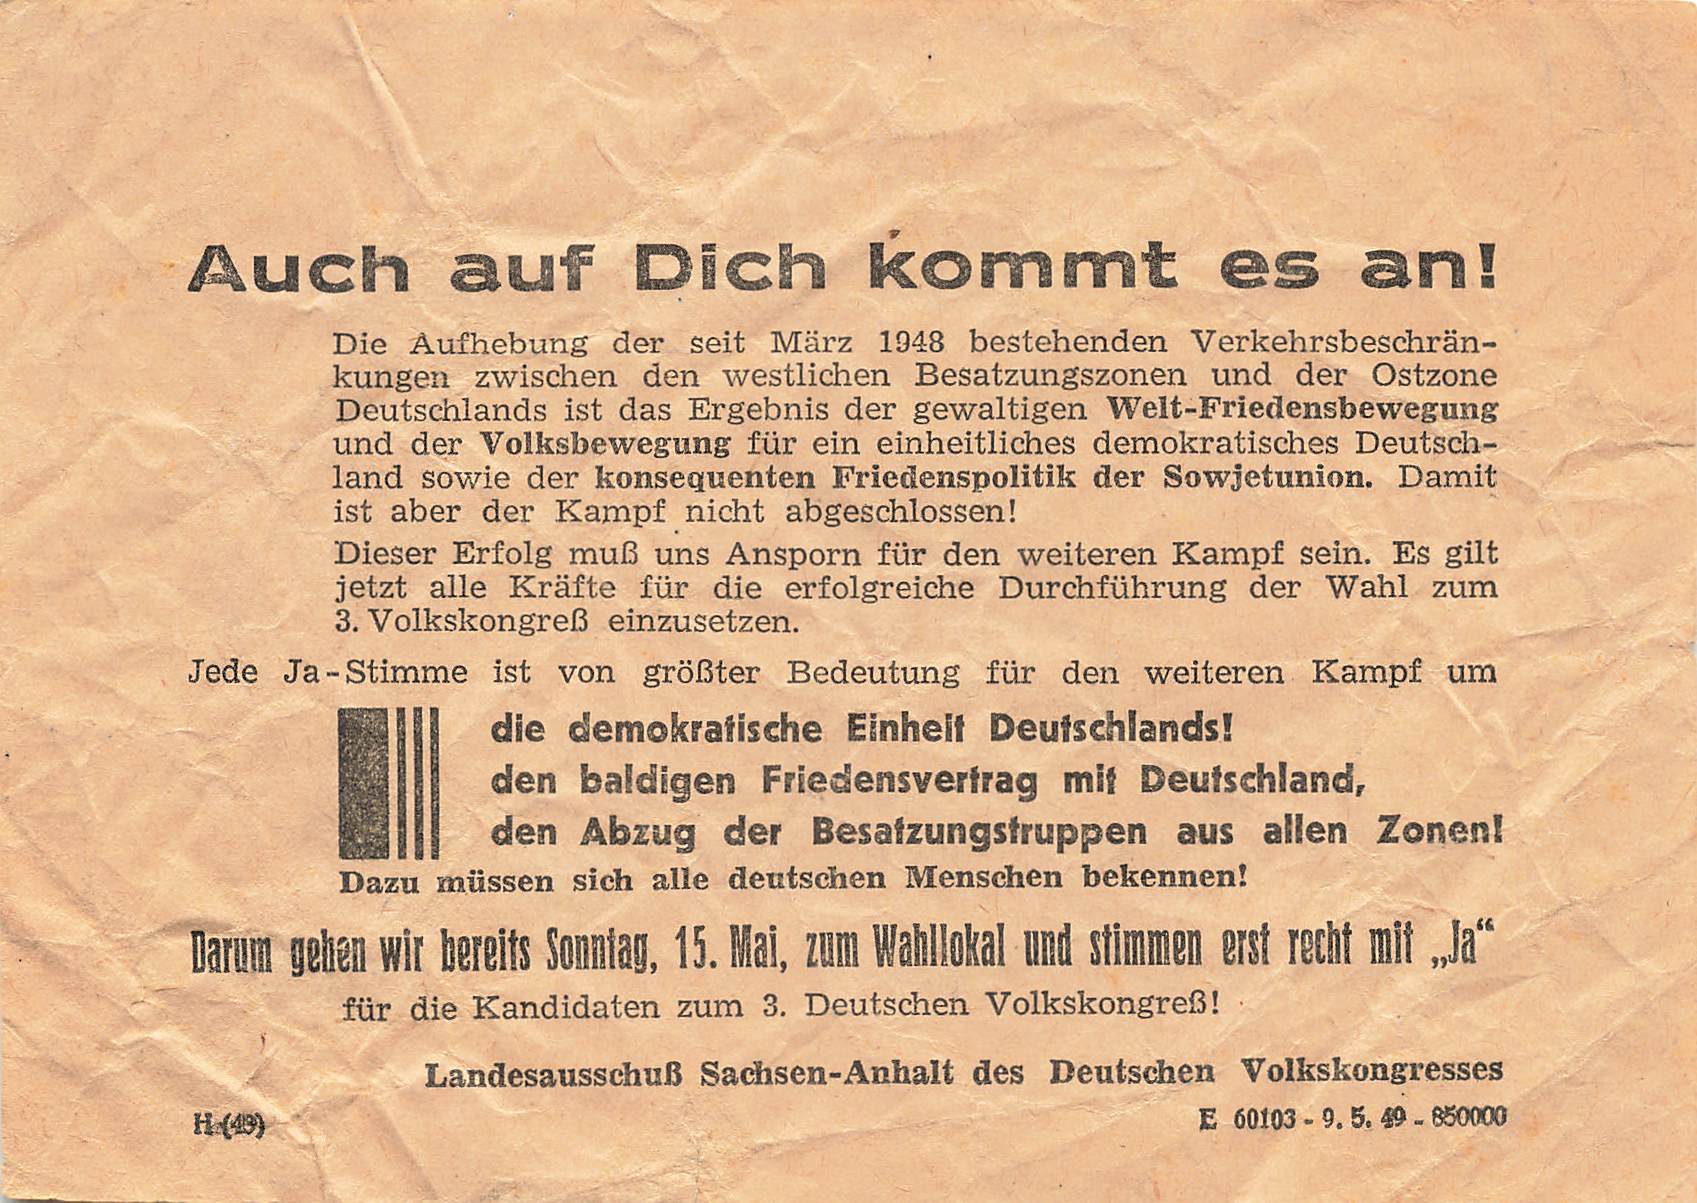 Auch auf Dich kommt es an!
Die Aufhebung der seit März 1948 bestehenden Verkehrsbeschrän-
kungen zwischen den westlichen Besatzungszonen und der Ostzone
Deutschlands ist das Ergebnis der gewaltigen Welt-Friedensbewegung
und der Volksbewegung für ein einheitliches demokratisches Deutsch-
land sowie der konsequenten Friedenspolitik der Sowjetunion. Damit
ist aber der Kampf nicht abgeschlossen!
Dieser Erfolg muß uns Ansporn für den weiteren Kampf sein. Es gilt
jetzt alle Kräfte für die erfolgreiche Durchführung der Wahl zum
3. Volkskongreß einzusetzen.
Jede Ja-Stimme ist von größter Bedeutung für den weiteren Kampf um
die demokratische Einheit Deutschlands!
den baldigen Friedensvertrag mit Deutschland,
den Abzug der Besatzungstruppen aus allen Zonen!
Dazu müssen sich alle deutschen Menschen bekennen!
Darum gehen wir bereits Sonntag, 15. Mai, zum Wahllokal und stimmen erst recht mit „Ja“
für die Kandidaten zum 3. Deutschen Volkskongreß!
Landesausschuß Sachsen-Anhalt des Deutschen Volkskongresses
H (49)
E 60103 - 9. 5. 49 - 850000